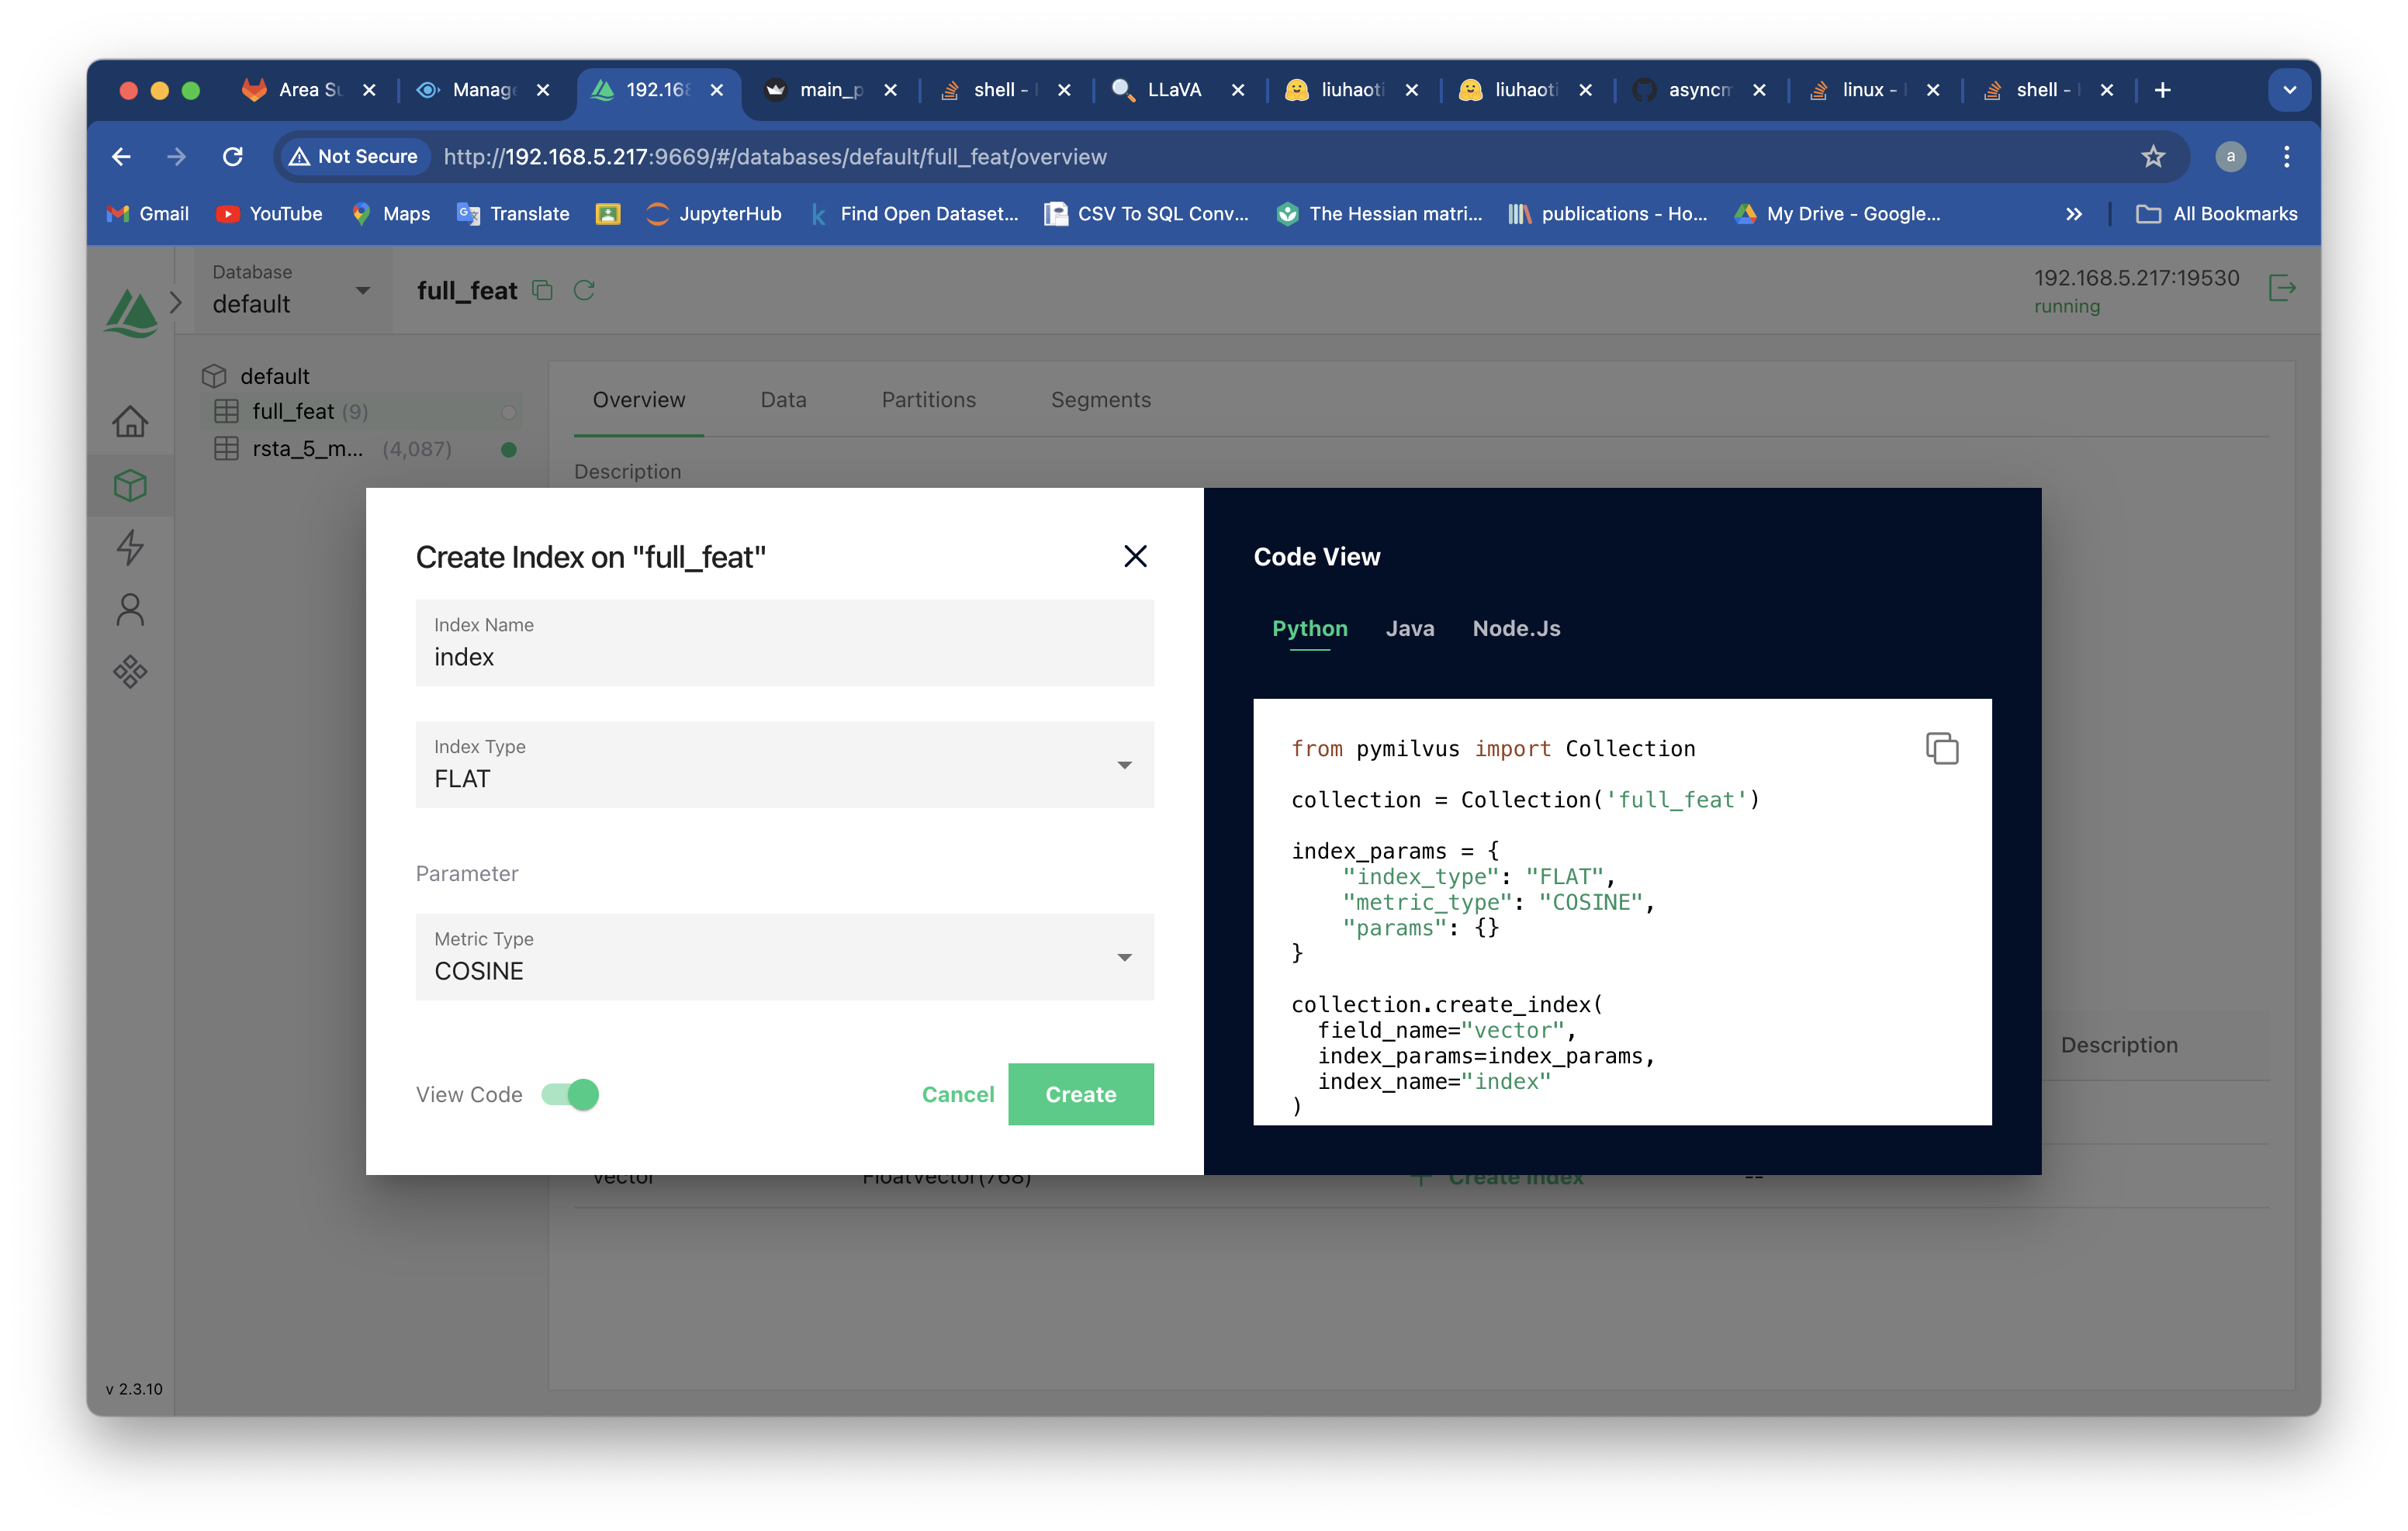 Area Su
Manage
192.168
main_p
shell -
LLaVA
liuhaoti
liuhaoti
asyncm
linux -
shell -
Not Secure
http://192.168.5.217:9669/#/databases/default/full_feat/overview
a
Gmail
YouTube
Maps
Translate
JupyterHub
Find Open Dataset...
CSV To SQL Conv...
The Hessian matri...
publications - Ho...
My Drive - Google...
All Bookmarks
Database
default
full_feat
192.168.5.217:19530
running
default
full_feat (9)
rsta_5_m... (4,087)
Overview
Data
Partitions
Segments
Description
Create Index on "full_feat"
Index Name
index
Index Type
FLAT
Parameter
Metric Type
COSINE
View Code
Cancel
Create
Code View
Python
Java
Node.Js
from pymilvus import Collection
collection = Collection('full_feat')
index_params = {
"index_type": "FLAT",
"metric_type": "COSINE",
"params": {}
}
collection.create_index(
field_name="vector",
index_params=index_params,
index_name="index"
)
Description
vector
FloatVector(768)
Create Index
--
v 2.3.10